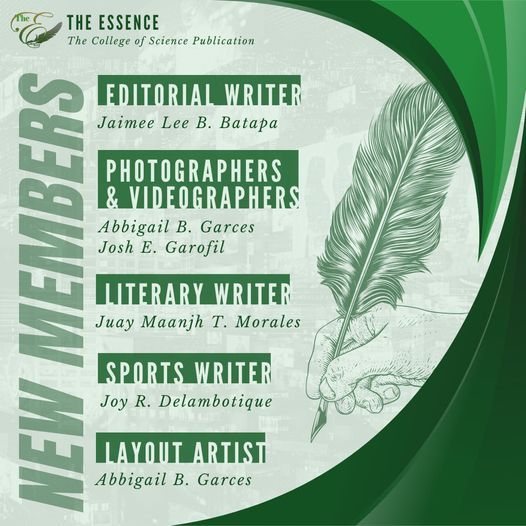 The E
THE ESSENCE
The College of Science Publication
NEW MEMBERS
EDITORIAL WRITER
Jaimee Lee B. Batapa
PHOTOGRAPHERS
& VIDEOGRAPHERS
Abbigail B. Garces
Josh E. Garofil
LITERARY WRITER
Juay Maanjh T. Morales
SPORTS WRITER
Joy R. Delambotique
LAYOUT ARTIST
Abbigail B. Garces